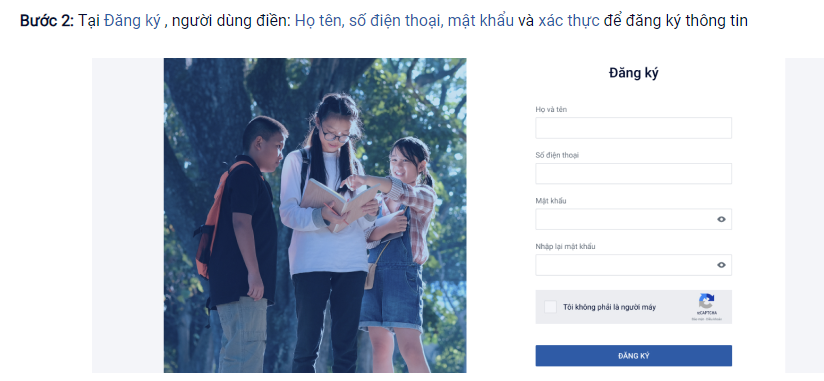 Bước 2: Tại Đăng ký , người dùng điền: Họ tên, số điện thoại, mật khẩu và xác thực để đăng ký thông tin
Đăng ký
Họ và tên
Số điện thoại
Mật khẩu
Nhập lại mật khẩu
Tôi không phải là người máy
reCAPTCHA
ĐĂNG KÝ